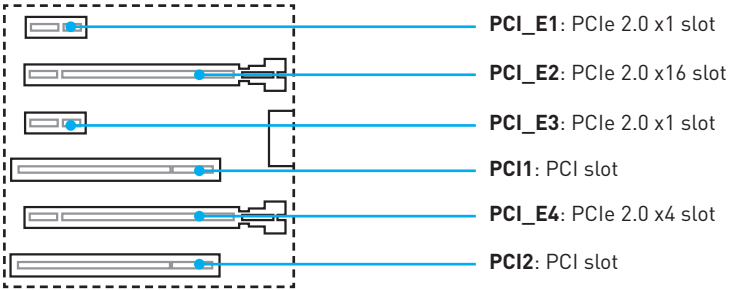 PCI_E1: PCIe 2.0 x1 slot
PCI_E2: PCIe 2.0 x16 slot
PCI_E3: PCIe 2.0 x1 slot
PCI1: PCI slot
PCI_E4: PCIe 2.0 x4 slot
PCI2: PCI slot